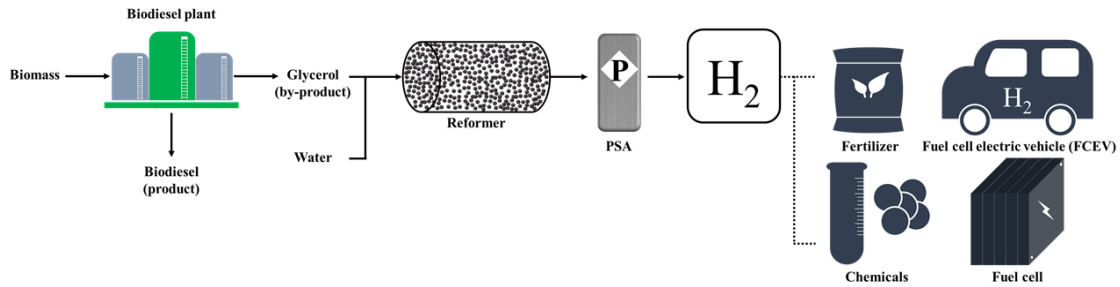 Biodiesel plant
Biomass
Glycerol
(by-product)
Water
Biodiesel
(product)
Reformer
P
PSA
H2
Fertilizer
H2
Fuel cell electric vehicle (FCEV)
Chemicals
Fuel cell